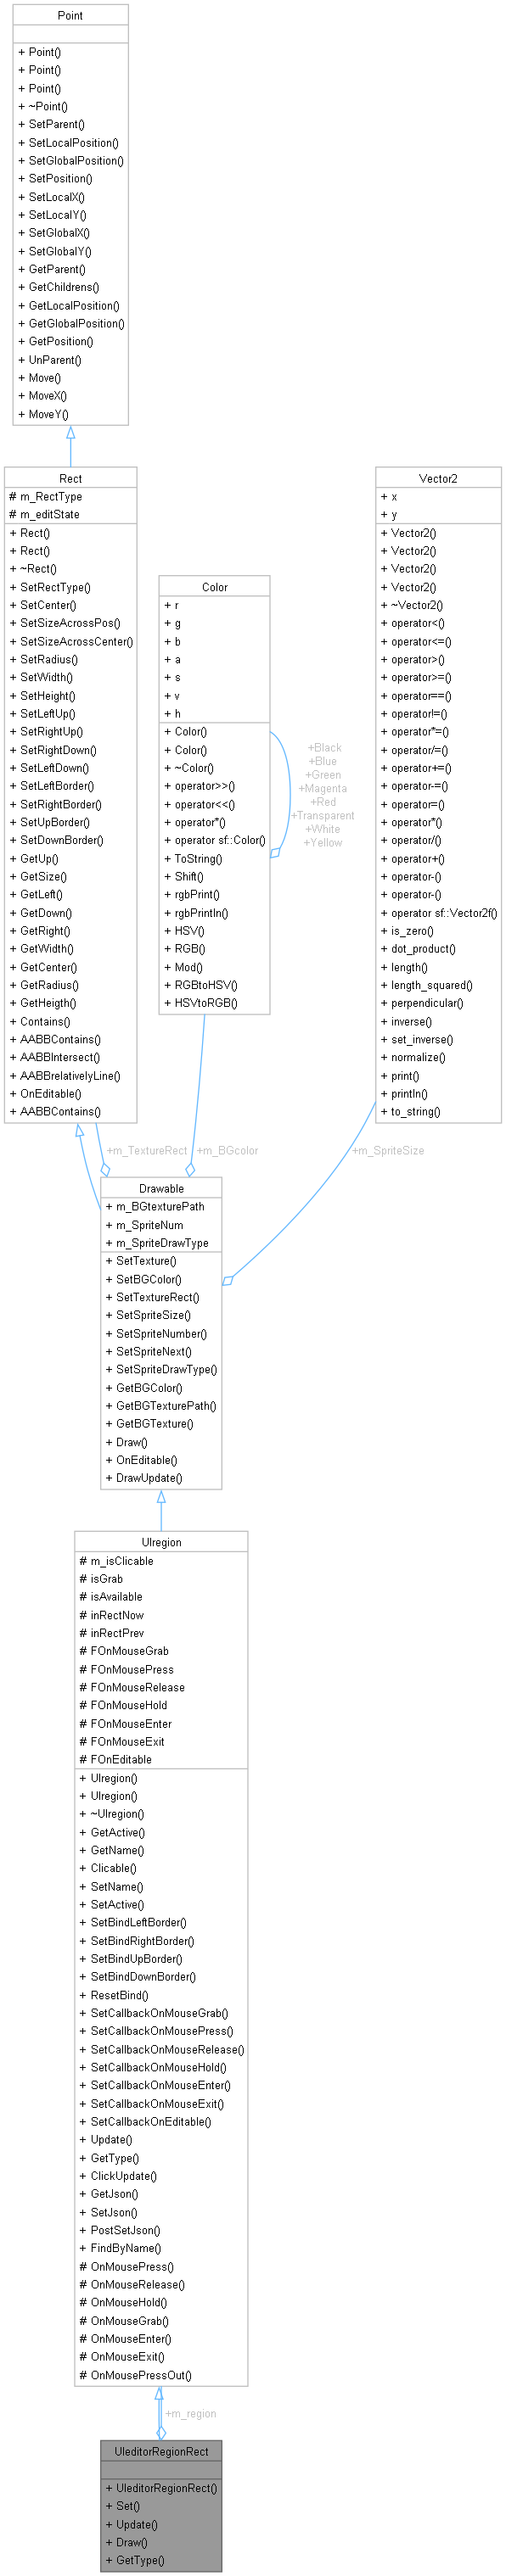 Point
+ Point()
+ Point()
+ Point()
+ ~Point()
+ SetParent()
+ SetLocalPosition()
+ SetGlobalPosition()
+ SetPosition()
+ SetLocalX()
+ SetLocalY()
+ SetGlobalX()
+ SetGlobalY()
+ GetParent()
+ GetChildrens()
+ GetLocalPosition()
+ GetGlobalPosition()
+ GetPosition()
+ UnParent()
+ Move()
+ MoveX()
+ MoveY()
Rect
# m_RectType
# m_editState
+ Rect()
+ Rect()
+ ~Rect()
+ SetRectType()
+ SetCenter()
+ SetSizeAcrossPos()
+ SetSizeAcrossCenter()
+ SetRadius()
+ SetWidth()
+ SetHeight()
+ SetLeftUp()
+ SetRightUp()
+ SetRightDown()
+ SetLeftDown()
+ SetLeftBorder()
+ SetRightBorder()
+ SetUpBorder()
+ SetDownBorder()
+ GetUp()
+ GetSize()
+ GetLeft()
+ GetDown()
+ GetRight()
+ GetWidth()
+ GetCenter()
+ GetRadius()
+ GetHeigth()
+ Contains()
+ AABBContains()
+ AABBIntersect()
+ AABBrelativelyLine()
+ OnEditable()
+ AABBContains()
Color
+ r
+ g
+ b
+ a
+ s
+ v
+ h
+ Color()
+ Color()
+ ~Color()
+ operator>>()
+ operator<<()
+ operator*()
+ operator sf::Color()
+ ToString()
+ Shift()
+ rgbPrint()
+ rgbPrintln()
+ HSV()
+ RGB()
+ Mod()
+ RGBtoHSV()
+ HSVtoRGB()
+Black
+Blue
+Green
+Magenta
+Red
+Transparent
+White
+Yellow
Vector2
+ x
+ y
+ Vector2()
+ Vector2()
+ Vector2()
+ Vector2()
+ ~Vector2()
+ operator<()
+ operator<=()
+ operator>()
+ operator>=()
+ operator==()
+ operator!=()
+ operator*=()
+ operator/=()
+ operator+=()
+ operator-=()
+ operator=()
+ operator*()
+ operator/()
+ operator+()
+ operator-()
+ operator-()
+ operator sf::Vector2f()
+ is_zero()
+ dot_product()
+ length()
+ length_squared()
+ perpendicular()
+ inverse()
+ set_inverse()
+ normalize()
+ print()
+ println()
+ to_string()
+m_TextureRect
+m_BGcolor
+m_SpriteSize
Drawable
+ m_BGtexturePath
+ m_SpriteNum
+ m_SpriteDrawType
+ SetTexture()
+ SetBGColor()
+ SetTextureRect()
+ SetSpriteSize()
+ SetSpriteNumber()
+ SetSpriteNext()
+ SetSpriteDrawType()
+ GetBGColor()
+ GetBGTexturePath()
+ GetBGTexture()
+ Draw()
+ OnEditable()
+ DrawUpdate()
UIregion
# m_isClicable
# isGrab
# isAvailable
# inRectNow
# inRectPrev
# FOnMouseGrab
# FOnMousePress
# FOnMouseRelease
# FOnMouseHold
# FOnMouseEnter
# FOnMouseExit
# FOnEditable
+ UIregion()
+ UIregion()
+ ~UIregion()
+ GetActive()
+ GetName()
+ Clicable()
+ SetName()
+ SetActive()
+ SetBindLeftBorder()
+ SetBindRightBorder()
+ SetBindUpBorder()
+ SetBindDownBorder()
+ ResetBind()
+ SetCallbackOnMouseGrab()
+ SetCallbackOnMousePress()
+ SetCallbackOnMouseRelease()
+ SetCallbackOnMouseHold()
+ SetCallbackOnMouseEnter()
+ SetCallbackOnMouseExit()
+ SetCallbackOnEditable()
+ Update()
+ GetType()
+ ClickUpdate()
+ GetJson()
+ SetJson()
+ PostSetJson()
+ FindByName()
# OnMousePress()
# OnMouseRelease()
# OnMouseHold()
# OnMouseGrab()
# OnMouseEnter()
# OnMouseExit()
# OnMousePressOut()
+m_region
UIeditorRegionRect
+ UIeditorRegionRect()
+ Set()
+ Update()
+ Draw()
+ GetType()